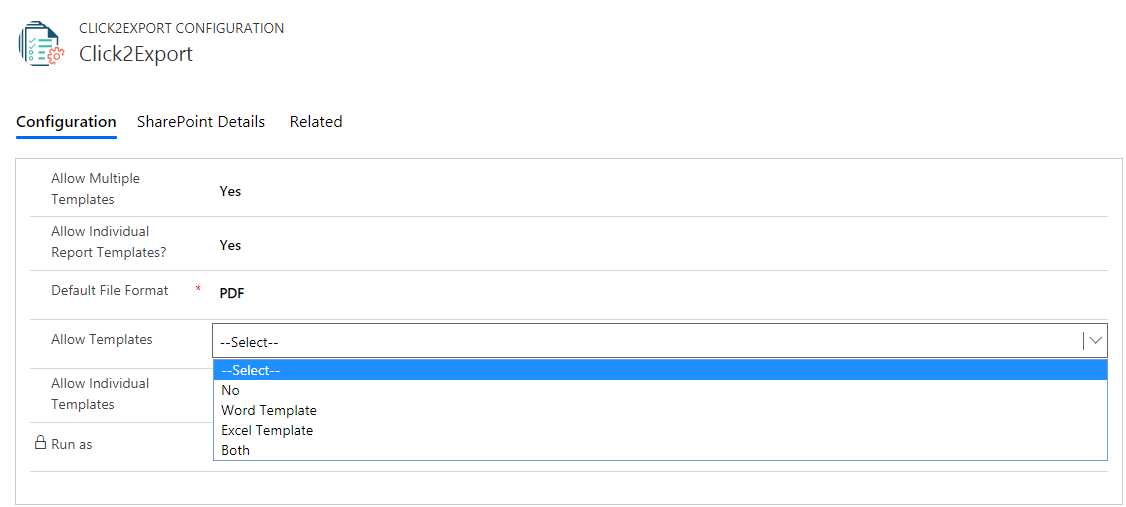 CLICK2EXPORT CONFIGURATION
Click2Export
Configuration SharePoint Details Related
Allow Multiple
Templates
Yes
Allow Individual
Report Templates?
Yes
Default File Format * PDF
Allow Templates
--Select--
--Select--
No
Word Template
Excel Template
Both
Allow Individual
Templates
Run as